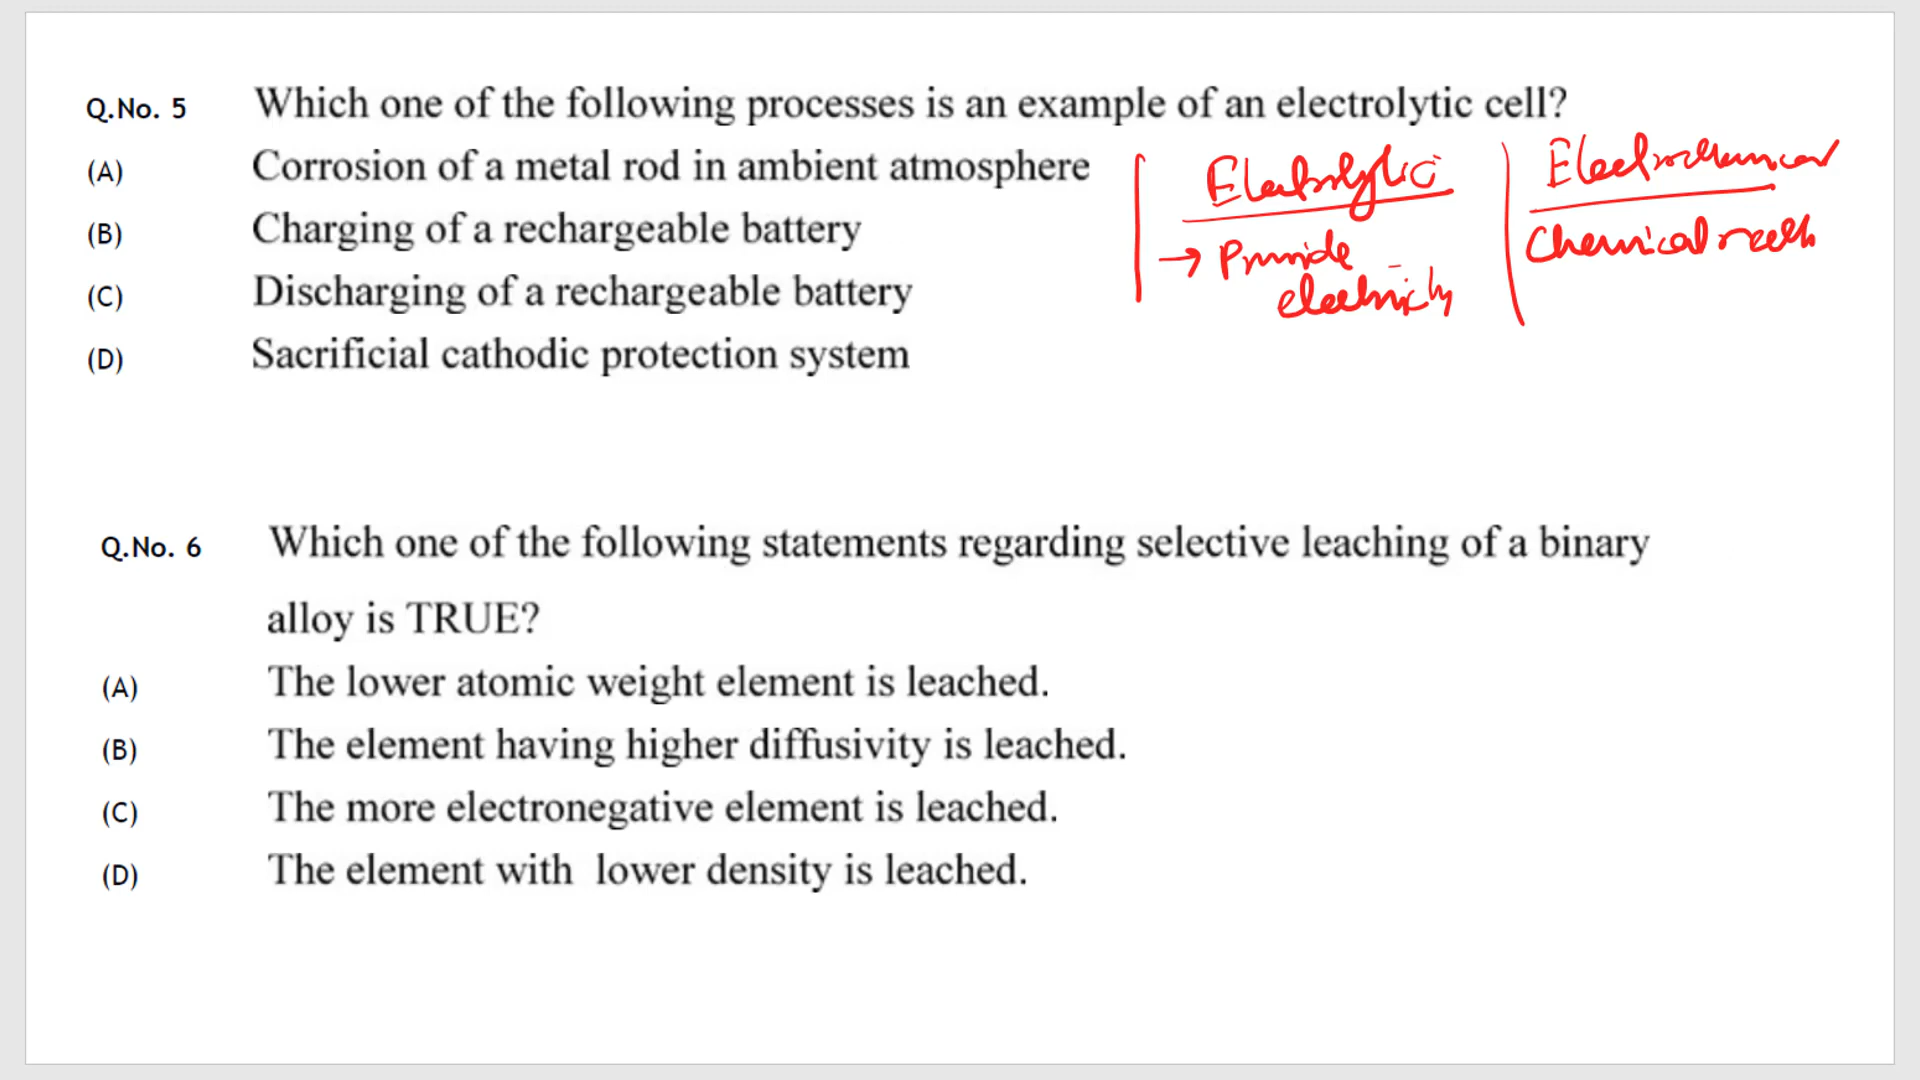 Q.No. 5 Which one of the following processes is an example of an electrolytic cell?
(A) Corrosion of a metal rod in ambient atmosphere
(B) Charging of a rechargeable battery
(C) Discharging of a rechargeable battery
(D) Sacrificial cathodic protection system
Electrolytic
→ Provide
electricity
Electrochemical
Chemical
Q.No. 6 Which one of the following statements regarding selective leaching of a binary
alloy is TRUE?
(A) The lower atomic weight element is leached.
(B) The element having higher diffusivity is leached.
(C) The more electronegative element is leached.
(D) The element with lower density is leached.